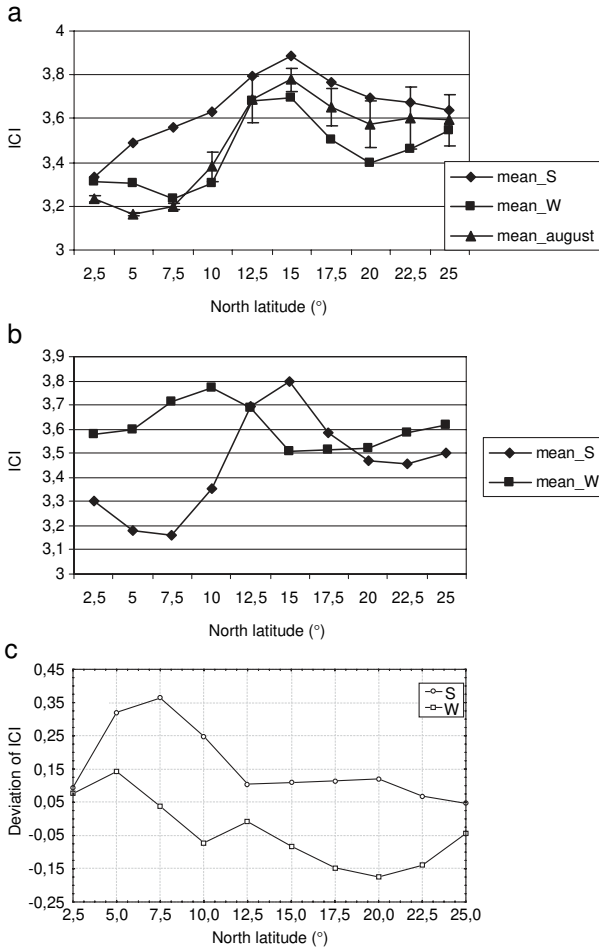 a
4
3,8
3,6
3,4
3,2
3
ICI
2,5 5 7,5 10 12,5 15 17,5 20 22,5 25
North latitude (°)
mean_S
mean_W
mean_august
b
3,9
3,8
3,7
3,6
3,5
3,4
3,3
3,2
3,1
3
ICI
2,5 5 7,5 10 12,5 15 17,5 20 22,5 25
North latitude (°)
mean_S
mean_W
c
0,45
0,35
0,25
0,15
0,05
-0,05
-0,15
-0,25
Deviation of ICI
S
W
2,5 5,0 7,5 10,0 12,5 15,0 17,5 20,0 22,5 25,0
North latitude (°)